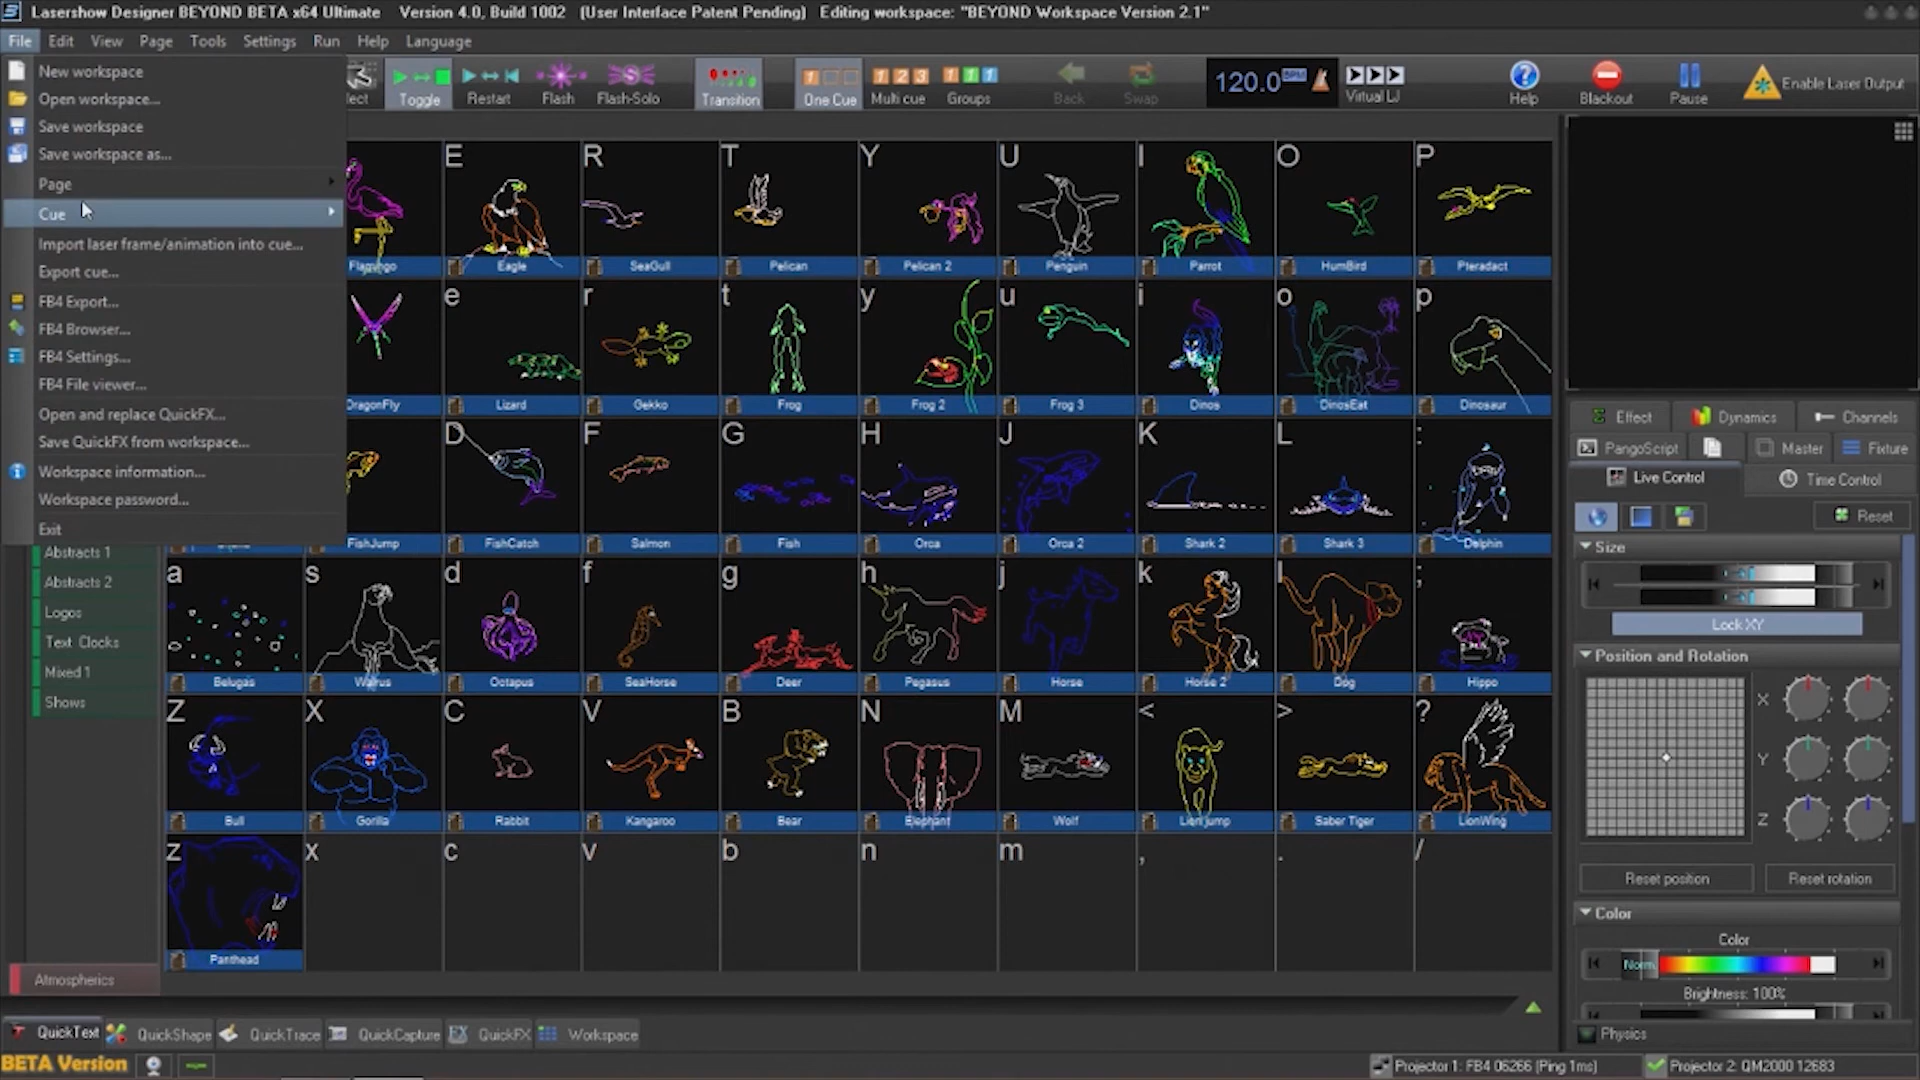 Lasershow Designer BEYOND BETA x64 Ultimate Version 4.0, Build 1002 (User Interface Patent Pending) Editing workspace: "BEYOND Workspace Version 2.1"
File Edit View Page Tools Settings Run Help Language
New workspace
Open workspace...
Save workspace
Save workspace as...
Page
Cue
Import laser frame/animation into cue...
Export cue...
FB4 Export...
FB4 Browser...
FB4 Settings...
FB4 File viewer...
Open and replace QuickFX...
Save QuickFX from workspace...
Workspace information...
Workspace password...
Exit
Toggle Restart Flash Flash-Solo Transition One Cue Multi cue Groups Back Swap 120.0 BPM Virtual LJ Help Blackout Pause Enable Laser Output
E R T Y U I O P
Flamingo Eagle SeaGull Pelican Pelican 2 Penguin Parrot HumBird Pteradact
e r t y u i o p
DragonFly Lizard Gekko Frog Frog 2 Frog 3 Dinos DinosEat Dinosaur
D F G H J K L :
FishJump FishCatch Salmon Fish Orca Orca 2 Shark 2 Shark 3 Dolphin
a s d f g h j k l ;
Belugas Walrus Octapus SeaHorse Deer Pegasus Horse Horse 2 Dog Hippo
Z X C V B N M < > ?
Bull Gorilla Rabbit Kangaroo Bear Elephant Wolf Lion jump Saber Tiger LionWing
z x c v b n m , . /
Panthead
Abstracts 1
Abstracts 2
Logos
Text Clocks
Mixed 1
Shows
Atmospherics
Effect Dynamics Channels
PangoScript Master Fixture
Live Control Time Control
Reset
Size
Lock XY
Position and Rotation
X
Y
Z
Reset position Reset rotation
Color
Color
Norm.
Brightness: 100%
Physics
QuickText QuickShape QuickTrace QuickCapture QuickFX Workspace
BETA Version
Projector 1: FB4 06266 (Ping 1ms) Projector 2: QM2000 12683